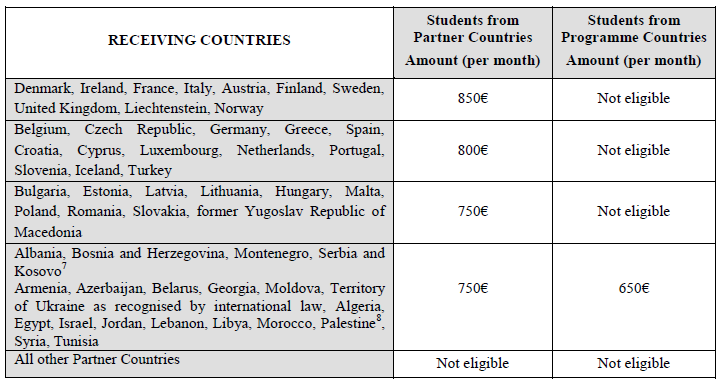 RECEIVING COUNTRIES
Students from
Partner Countries
Amount (per month)
Students from
Programme Countries
Amount (per month)
Denmark, Ireland, France, Italy, Austria, Finland, Sweden,
United Kingdom, Liechtenstein, Norway
850€
Not eligible
Belgium, Czech Republic, Germany, Greece, Spain,
Croatia, Cyprus, Luxembourg, Netherlands, Portugal,
Slovenia, Iceland, Turkey
800€
Not eligible
Bulgaria, Estonia, Latvia, Lithuania, Hungary, Malta,
Poland, Romania, Slovakia, former Yugoslav Republic of
Macedonia
750€
Not eligible
Albania, Bosnia and Herzegovina, Montenegro, Serbia and
Kosovo⁷
Armenia, Azerbaijan, Belarus, Georgia, Moldova, Territory
of Ukraine as recognised by international law, Algeria,
Egypt, Israel, Jordan, Lebanon, Libya, Morocco, Palestine⁸,
Syria, Tunisia
750€
650€
All other Partner Countries
Not eligible
Not eligible